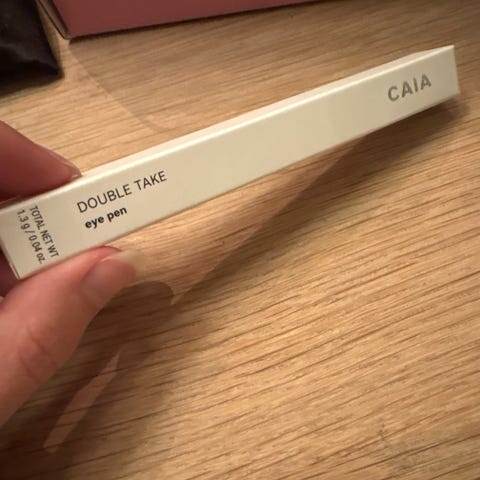 CAIA
DOUBLE TAKE
eye pen
TOTAL NET WT
1.3 g / 0.04 oz.